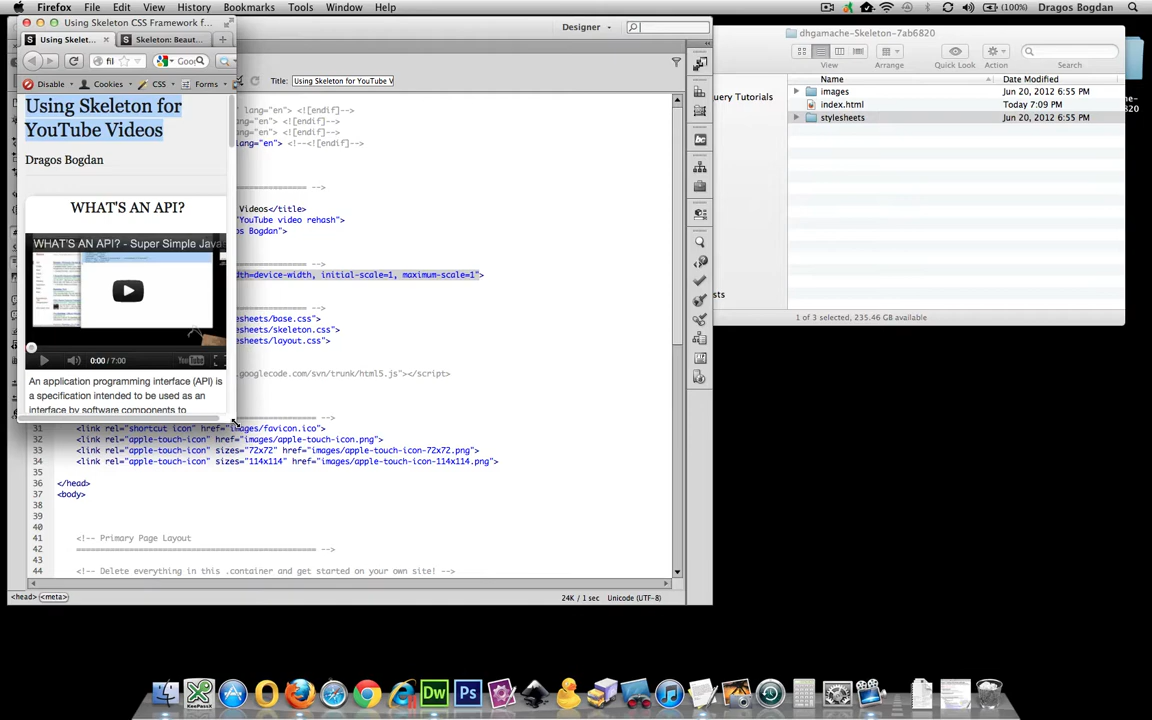 Firefox File Edit View History Bookmarks Tools Window Help (100%) Dragos Bogdan
Using Skeleton CSS Framework f...
Using Skelet... Skeleton: Beaut...
fil Goog
Disable Cookies CSS Forms
Using Skeleton for
YouTube Videos
Dragos Bogdan
WHAT'S AN API?
WHAT'S AN API? - Super Simple Java
0:00 / 7:00 YouTube
An application programming interface (API) is
a specification intended to be used as an
interface by software components to
Designer
Title: Using Skeleton for YouTube V
lang="en"> <![endif]-->
<![endif]-->
lang="en"> <![endif]-->
lang="en"> <!--<![endif]-->
=============== -->
Videos</title>
"YouTube video rehash">
os Bogdan">
=============== -->
dth=device-width, initial-scale=1, maximum-scale=1">
=============== -->
esheets/base.css">
esheets/skeleton.css">
esheets/layout.css">
.googlecode.com/svn/trunk/html5.js"></script>
=============== -->
31 <link rel="shortcut icon" href="images/favicon.ico">
32 <link rel="apple-touch-icon" href="images/apple-touch-icon.png">
33 <link rel="apple-touch-icon" sizes="72x72" href="images/apple-touch-icon-72x72.png">
34 <link rel="apple-touch-icon" sizes="114x114" href="images/apple-touch-icon-114x114.png">
35
36 </head>
37 <body>
38
39
40
41 <!-- Primary Page Layout
42 ================================================== -->
43
44 <!-- Delete everything in this .container and get started on your own site! -->
<head> <meta> 24K / 1 sec Unicode (UTF-8)
dhgamache-Skeleton-7ab6820
View Arrange Quick Look Action Search
Name Date Modified
images Jun 20, 2012 6:55 PM
index.html Today 7:09 PM
stylesheets Jun 20, 2012 6:55 PM
uery Tutorials
sts
1 of 3 selected, 235.46 GB available
820
KeePassX
Dw Ps